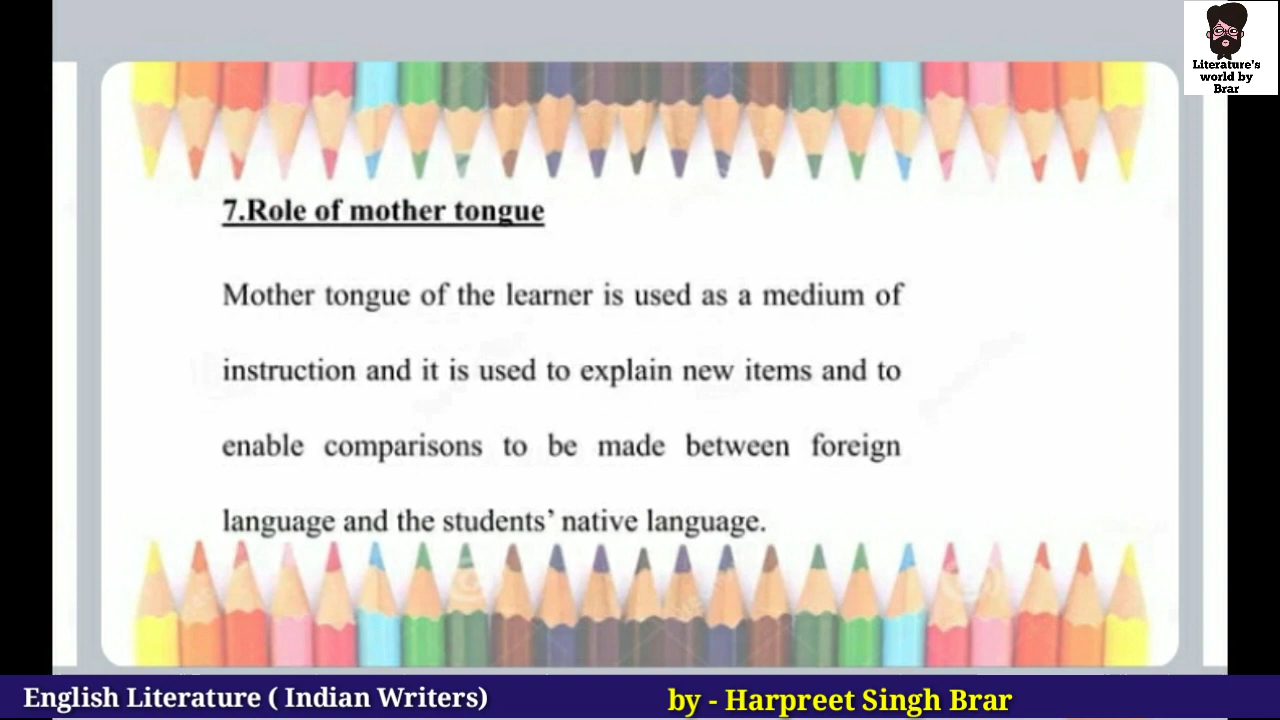 Literature's
world by
Brar
7.Role of mother tongue
Mother tongue of the learner is used as a medium of
instruction and it is used to explain new items and to
enable comparisons to be made between foreign
language and the students’ native language.
English Literature ( Indian Writers)
by - Harpreet Singh Brar